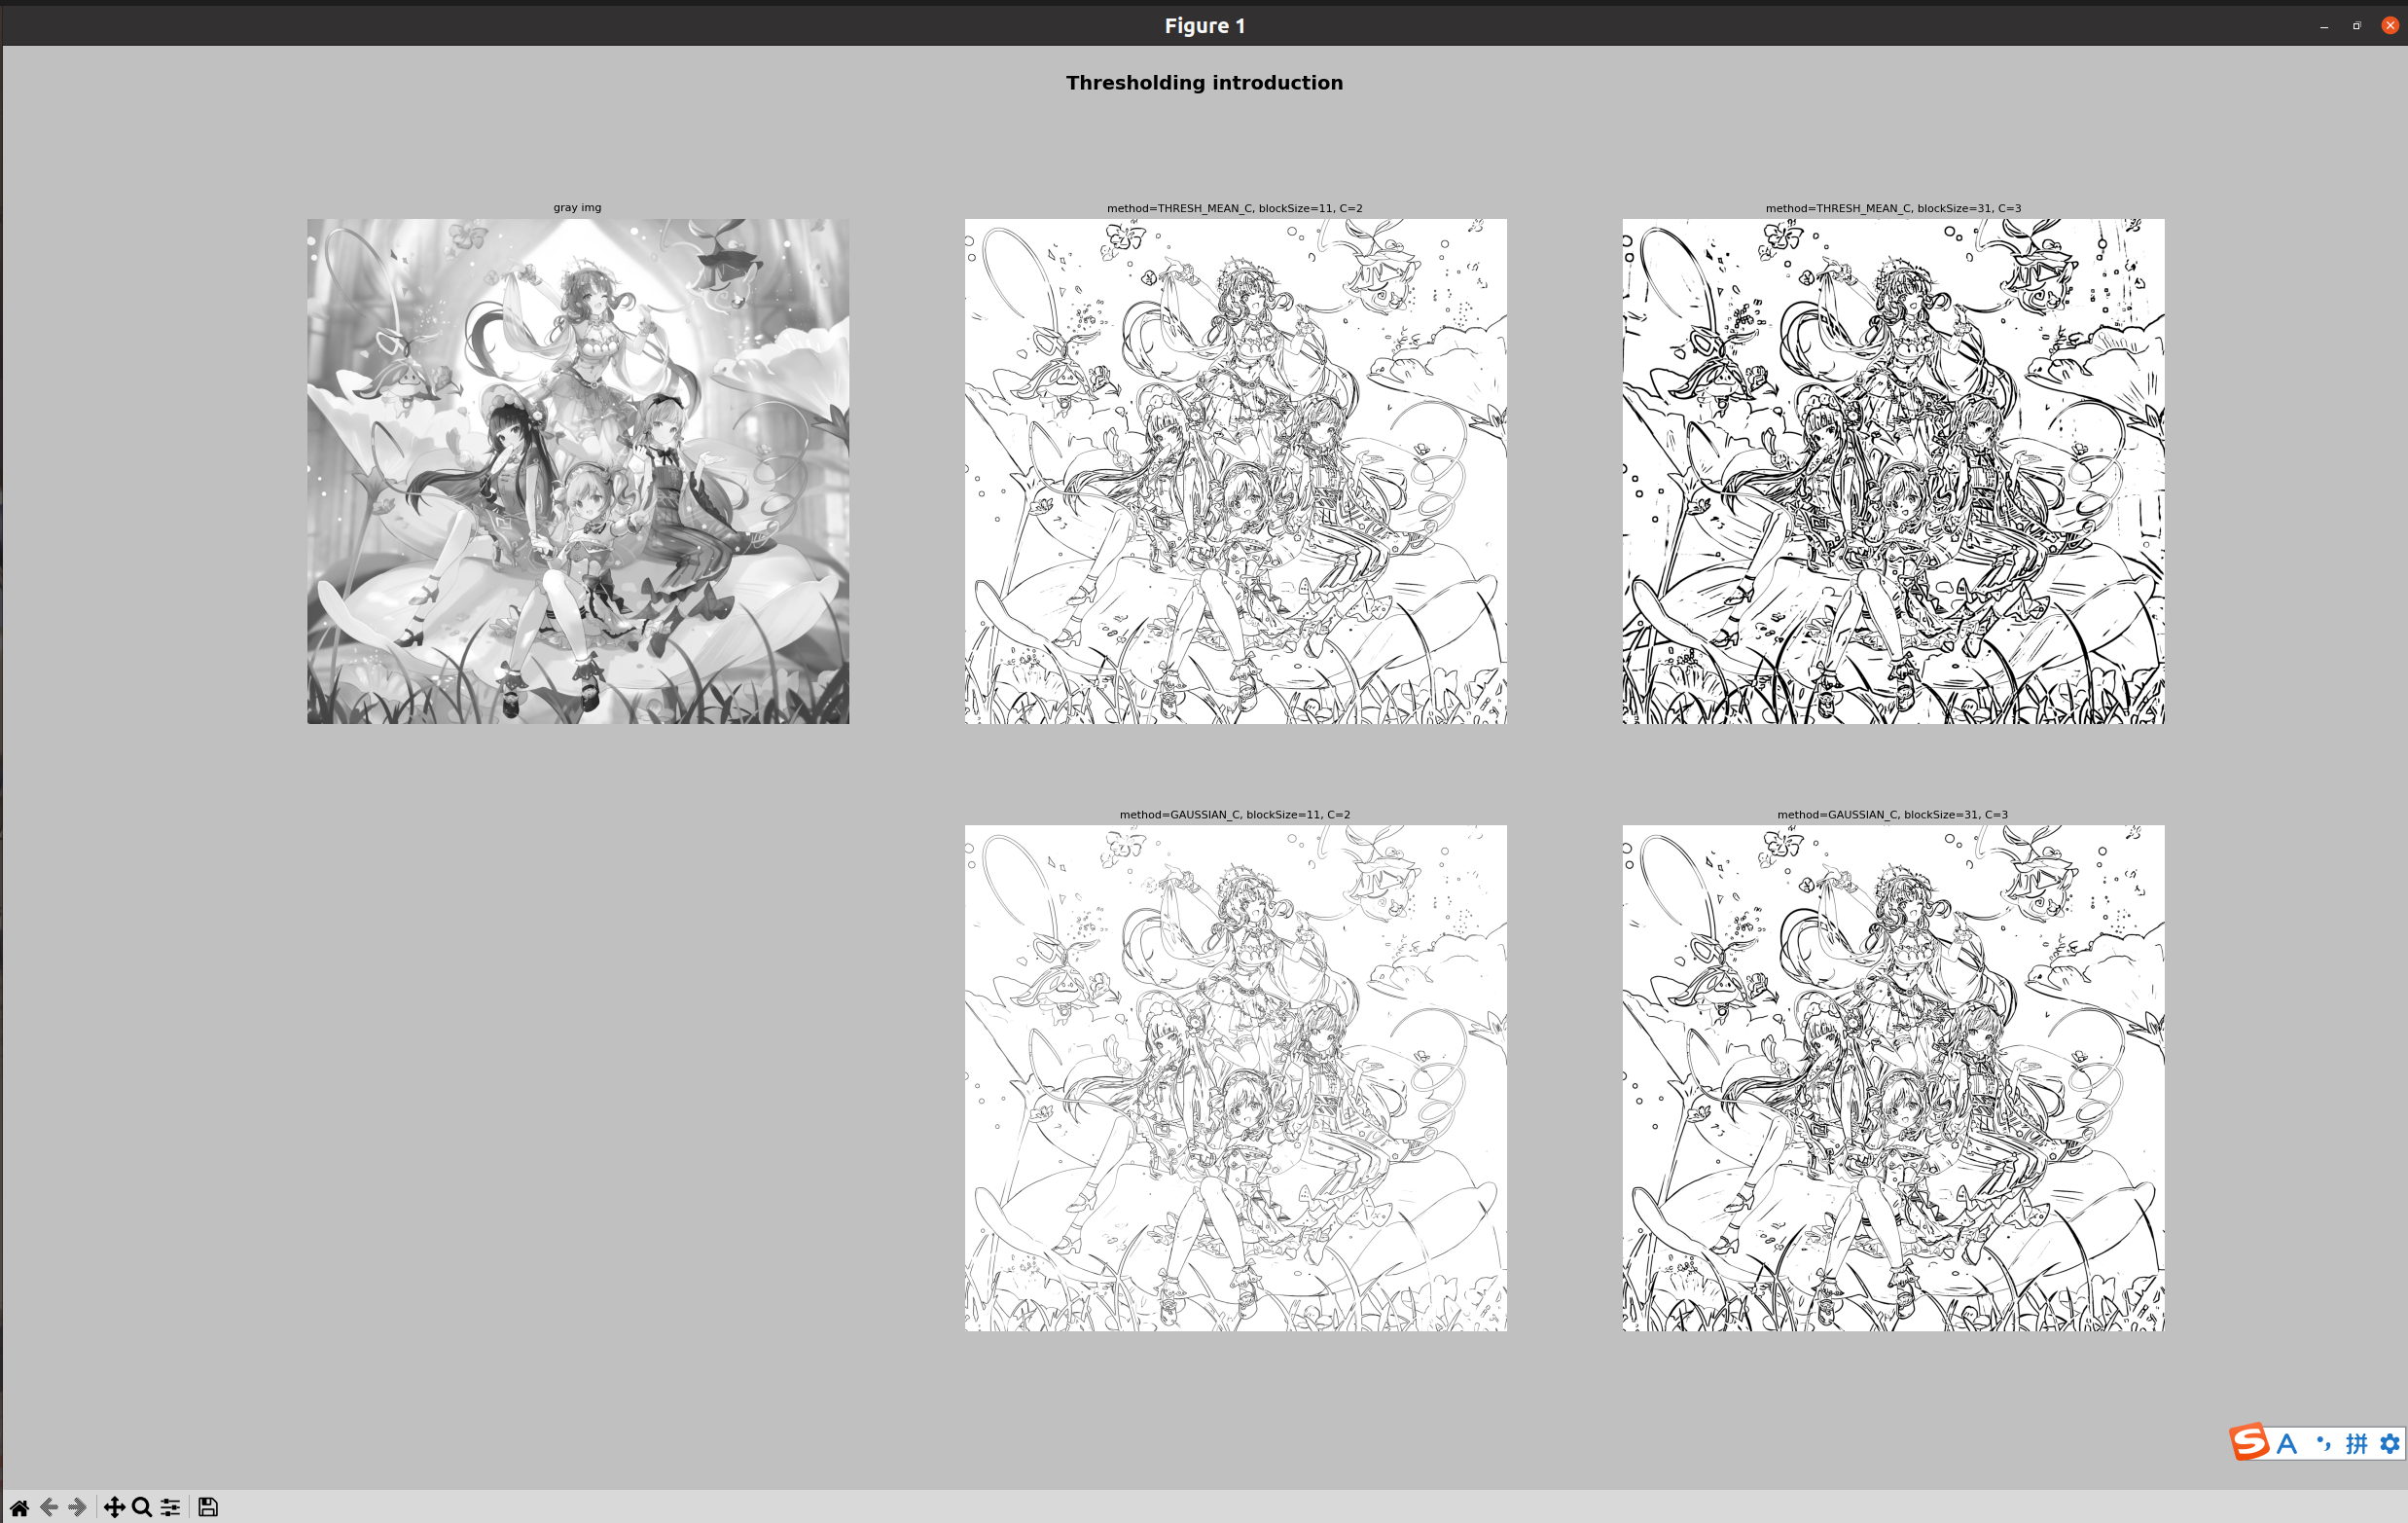 Figure 1
Thresholding introduction
gray img
method=THRESH_MEAN_C, blockSize=11, C=2
method=THRESH_MEAN_C, blockSize=31, C=3
method=GAUSSIAN_C, blockSize=11, C=2
method=GAUSSIAN_C, blockSize=31, C=3
S A 拼